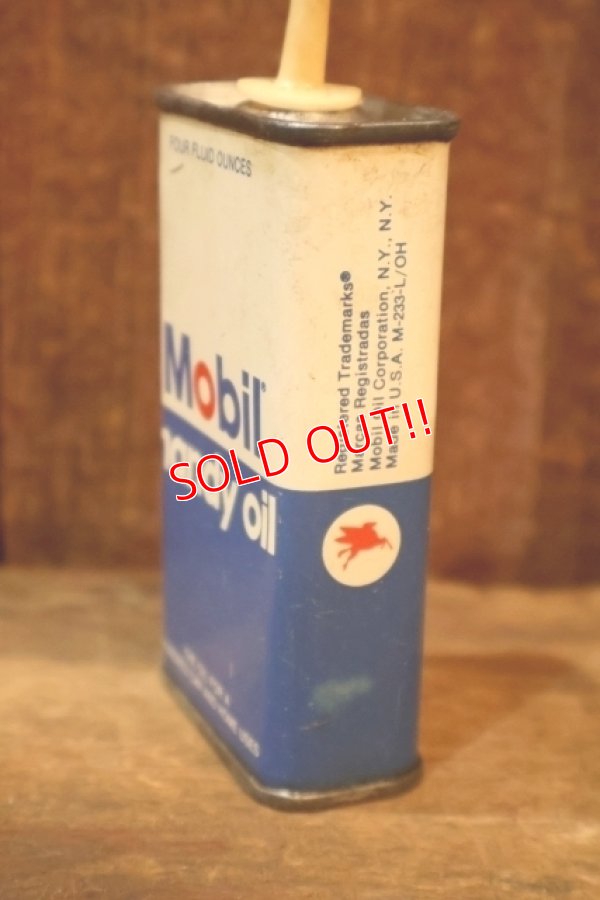 FOUR FLUID OUNCES
Mobil
handy oil
Registered Trademarks®
Marcas Registradas
Mobil Oil Corporation, N.Y., N.Y.
Made in U.S.A. M-233-L/OH
SOLD OUT!!